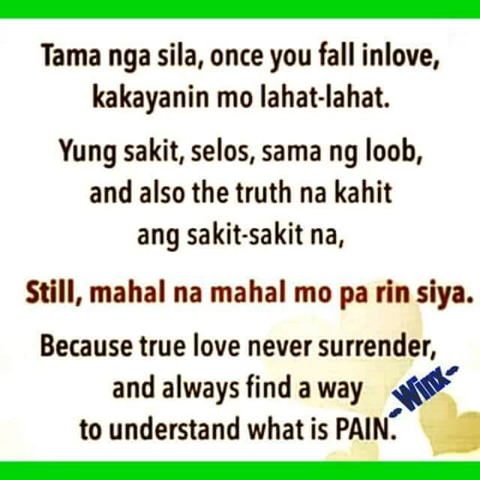 Tama nga sila, once you fall inlove,
kakayanin mo lahat-lahat.
Yung sakit, selos, sama ng loob,
and also the truth na kahit
ang sakit-sakit na,
Still, mahal na mahal mo pa rin siya.
Because true love never surrender,
and always find a way
to understand what is PAIN.
-Winx-